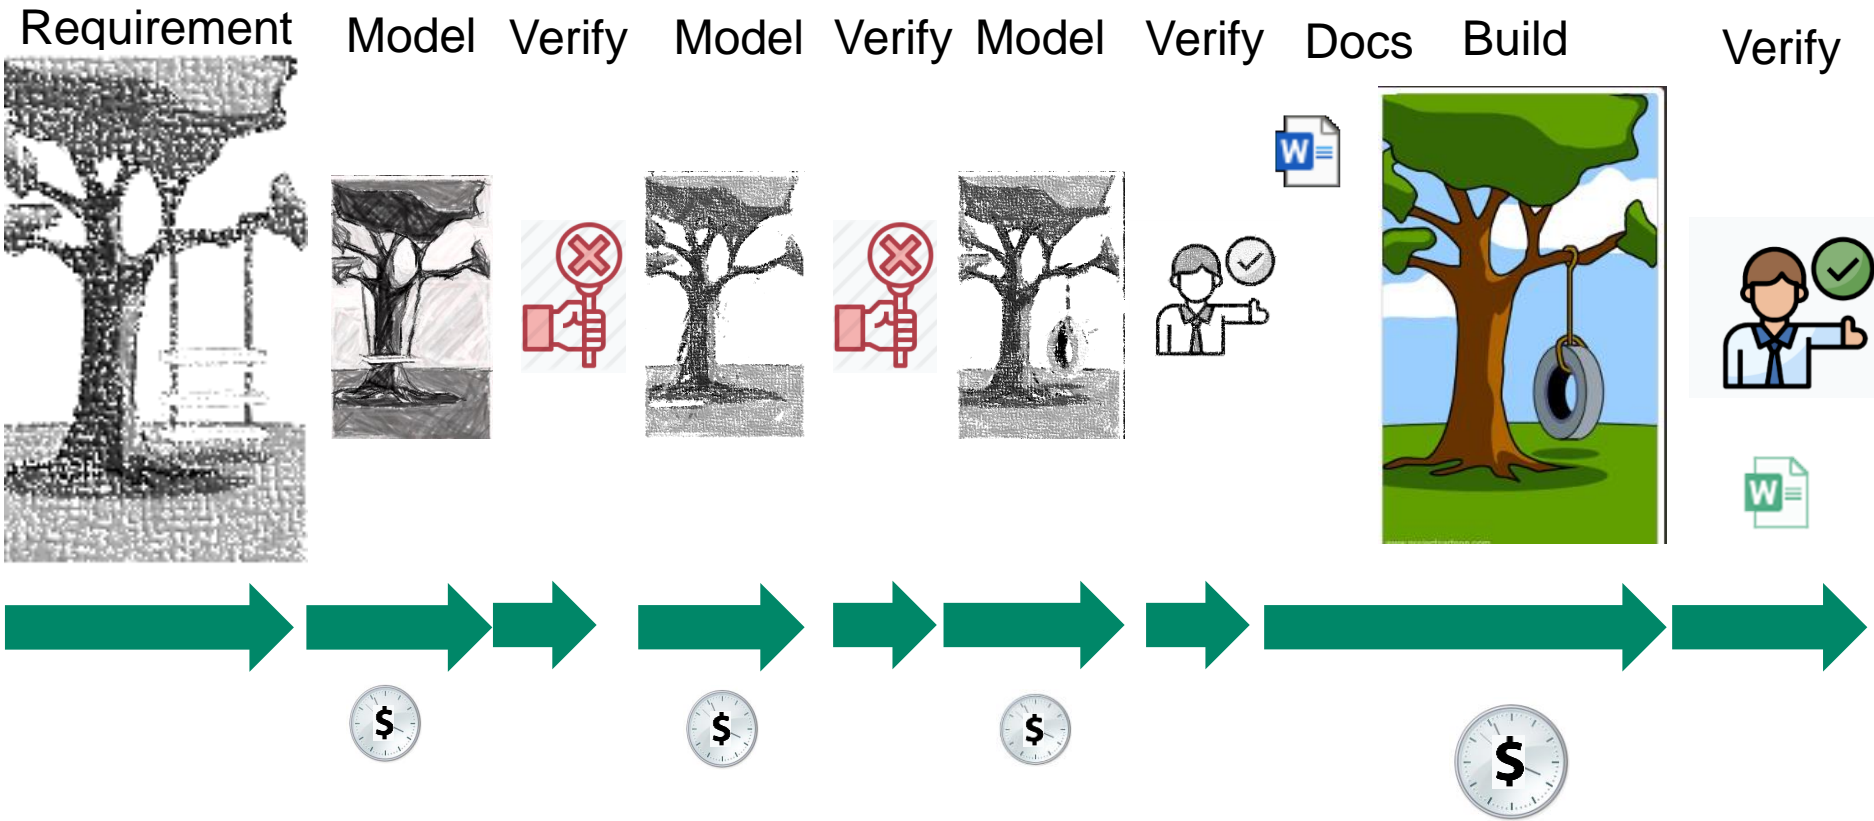 Requirement
Model
Verify
Model
Verify
Model
Verify
Docs
Build
Verify
W
W
$
$
$
$